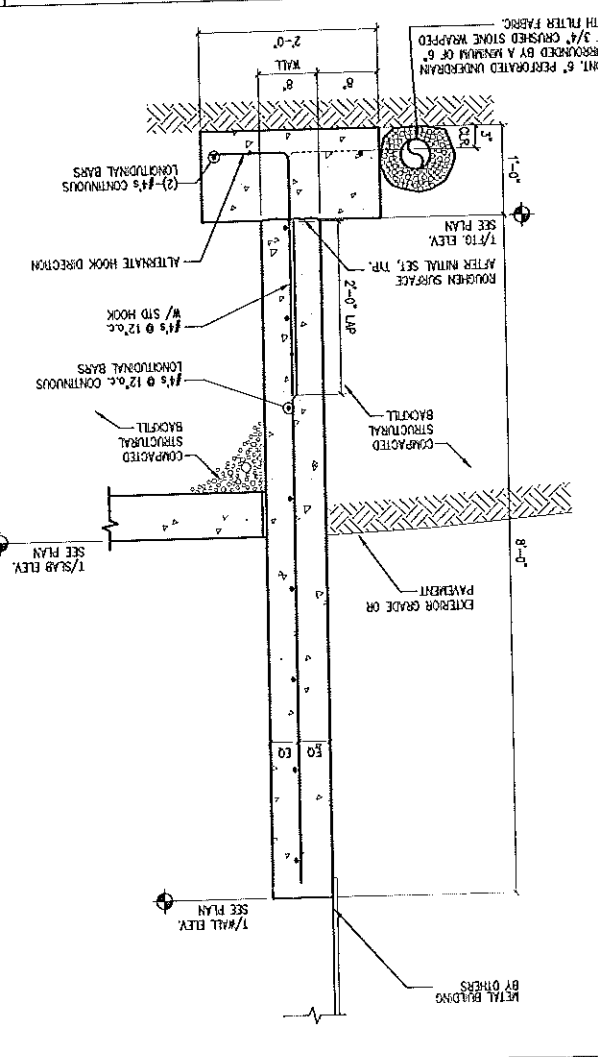 METAL BUILDING
BY OTHERS
T/WALL ELEV.
SEE PLAN
EQ
EQ
8'-0"
EXTERIOR GRADE OR
PAVEMENT
T/SLAB ELEV.
SEE PLAN
COMPACTED
STRUCTURAL
BACKFILL
COMPACTED
STRUCTURAL
BACKFILL
#4's @ 12"o.c. CONTINUOUS
LONGITUDINAL BARS
#4's @ 12"o.c.
W/ STD HOOK
2'-0" LAP
ROUGHEN SURFACE
AFTER INITIAL SET, TYP.
ALTERNATE HOOK DIRECTION
T/FTG. ELEV.
SEE PLAN
(2)-#4's CONTINUOUS
LONGITUDINAL BARS
1'-0"
3"
CLR.
8"
8"
WALL
2'-0"
ONT. 6" PERFORATED UNDERDRAIN
RROUNDED BY A MINIMUM OF 6"
3/4" CRUSHED STONE WRAPPED
TH FILTER FABRIC.